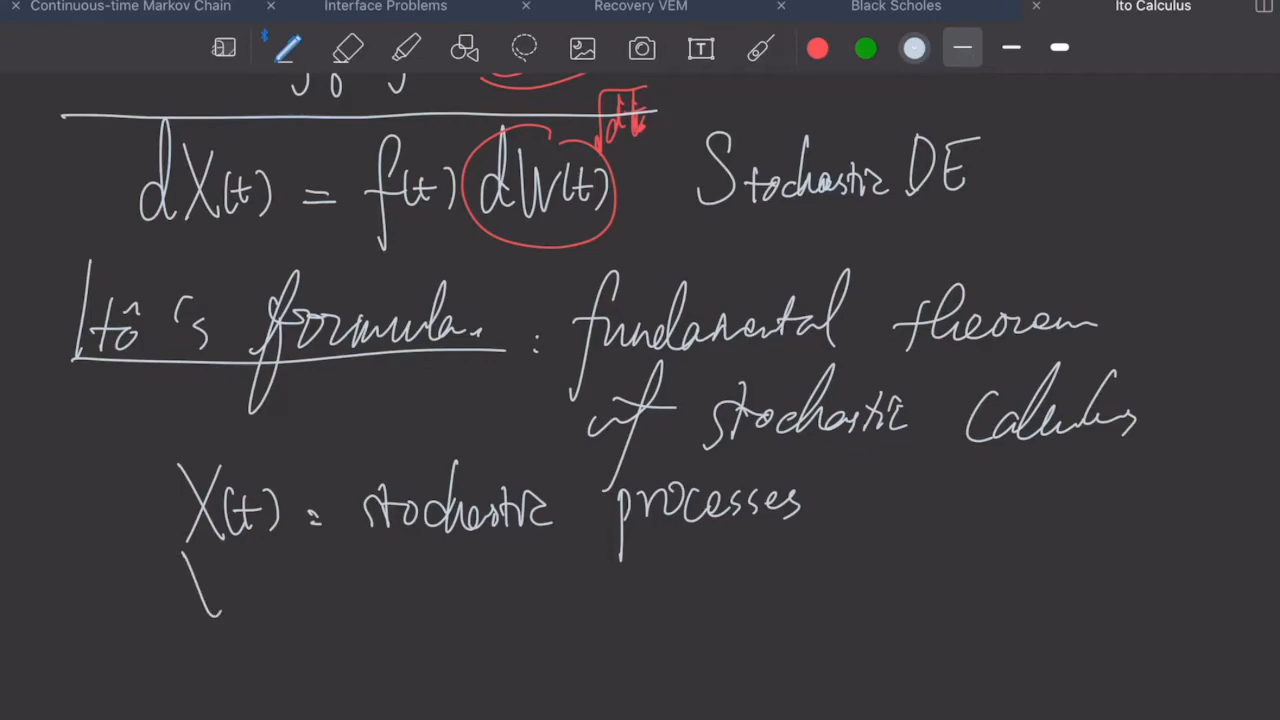 Continuous-time Markov Chain Interface Problems Recovery VEM Black Scholes Ito Calculus
T
√dt
dX(t) = f(t) dW(t) Stochastic DE
Itô's formula. : fundamental theorem
of stochastic Calculus
X(t) : stochastic processes